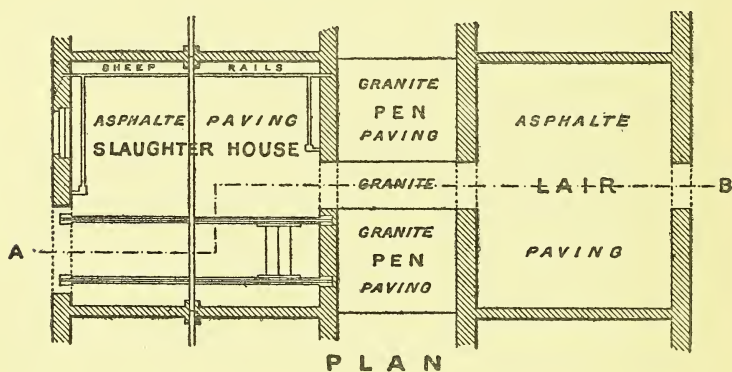 SHEEP RAILS
ASPHALTE PAVING
SLAUGHTER HOUSE
GRANITE
PEN
PAVING
GRANITE
GRANITE
PEN
PAVING
ASPHALTE
LAIR
PAVING
A
B
PLAN